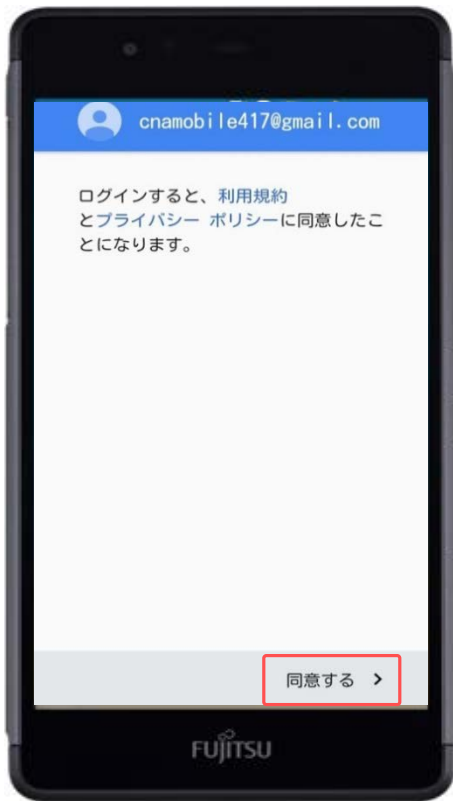 cnamobile417@gmail.com
ログインすると、利用規約
とプライバシー ポリシーに同意したこ
とになります。
同意する >
FUJITSU